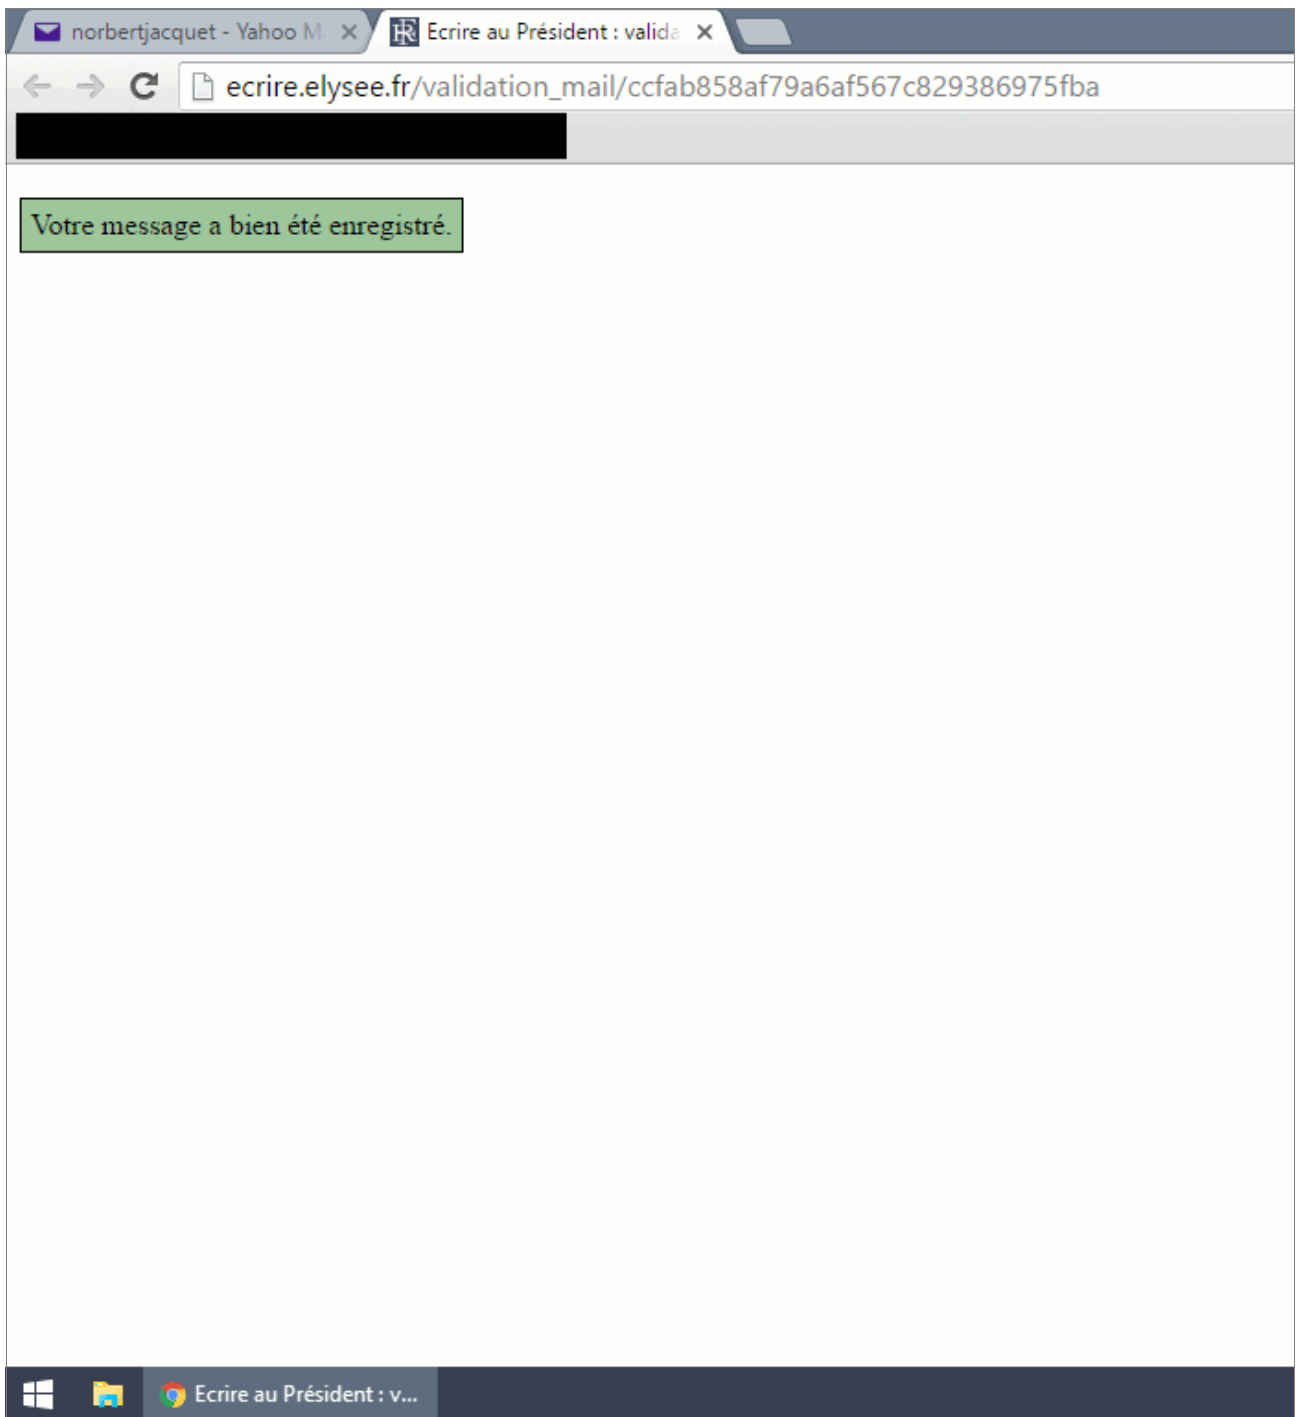 norbertjacquet - Yahoo M
Ecrire au Président : valida
ecrire.elysee.fr/validation_mail/ccfab858af79a6af567c829386975fba
Votre message a bien été enregistré.
Ecrire au Président : v...